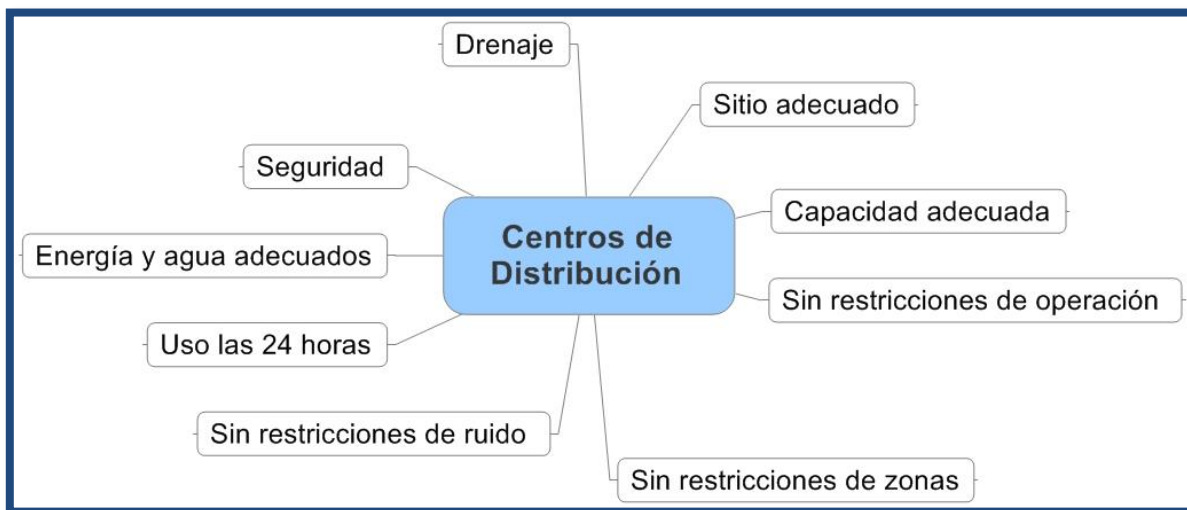 Drenaje
Sitio adecuado
Seguridad
Capacidad adecuada
Centros de
Distribución
Energía y agua adecuados
Sin restricciones de operación
Uso las 24 horas
Sin restricciones de ruido
Sin restricciones de zonas